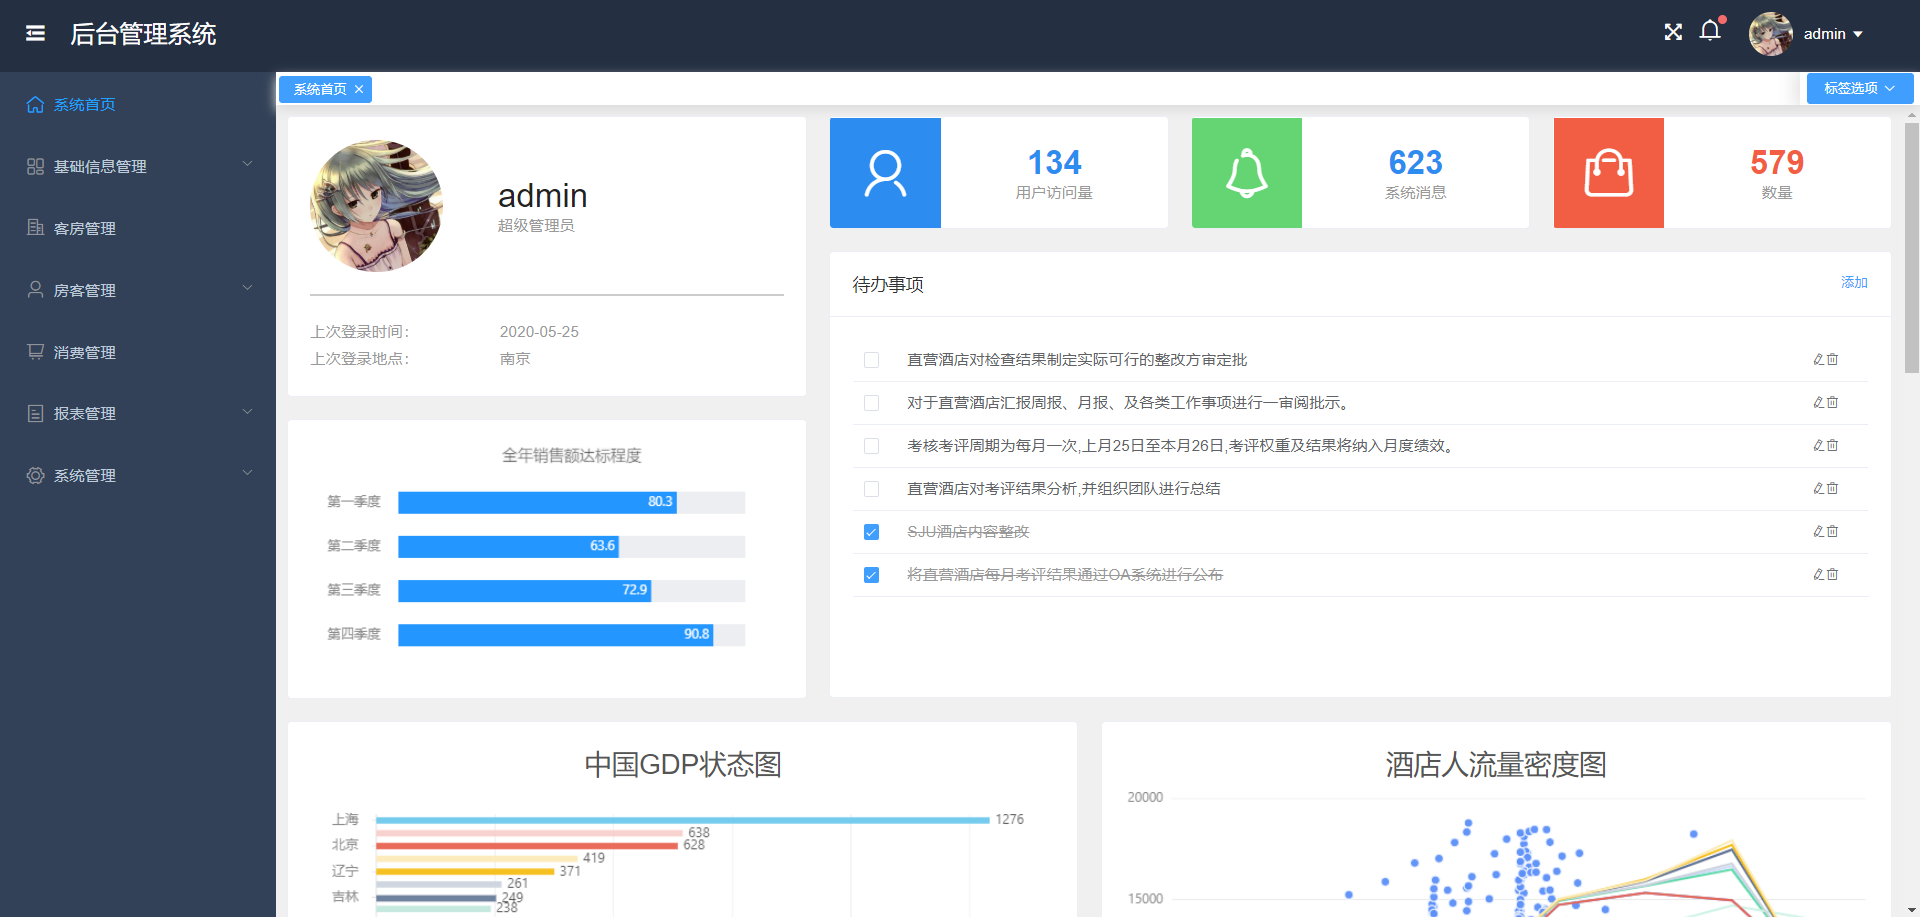 后台管理系统
admin
系统首页
基础信息管理
客房管理
房客管理
消费管理
报表管理
系统管理
系统首页
标签选项
admin
超级管理员
上次登录时间：
2020-05-25
上次登录地点：
南京
134
用户访问量
623
系统消息
579
数量
待办事项
添加
直营酒店对检查结果制定实际可行的整改方审定批
对于直营酒店汇报周报、月报、及各类工作事项进行一审阅批示。
考核考评周期为每月一次,上月25日至本月26日,考评权重及结果将纳入月度绩效。
直营酒店对考评结果分析,并组织团队进行总结
SJU酒店内容整改
将直营酒店每月考评结果通过OA系统进行公布
全年销售额达标程度
第一季度
80.3
第二季度
63.6
第三季度
72.9
第四季度
90.8
中国GDP状态图
上海
1276
638
北京
628
419
辽宁
371
261
吉林
249
238
酒店人流量密度图
20000
15000